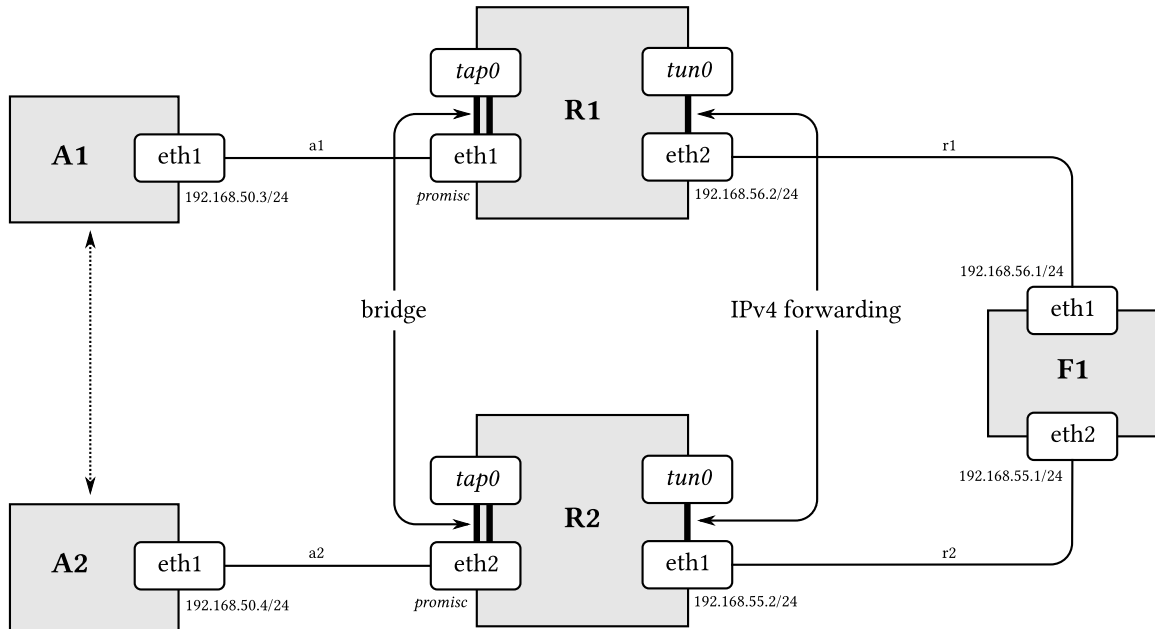 tap0
tun0
R1
A1
eth1
a1
eth1
eth2
r1
192.168.50.3/24
promisc
192.168.56.2/24
192.168.56.1/24
bridge
IPv4 forwarding
eth1
F1
eth2
tap0
tun0
192.168.55.1/24
R2
A2
eth1
a2
eth2
eth1
r2
192.168.50.4/24
promisc
192.168.55.2/24